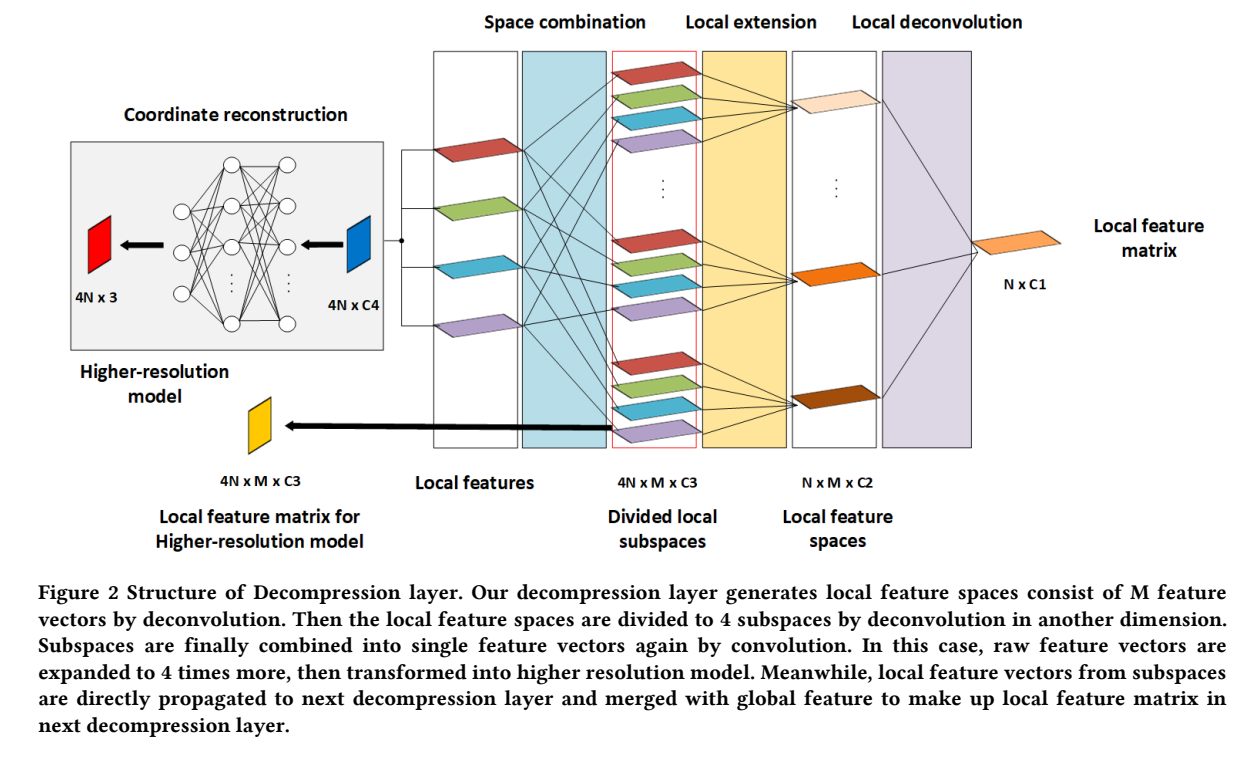 Space combination
Local extension
Local deconvolution
Coordinate reconstruction
4N x 3
4N x C4
Higher-resolution
model
4N x M x C3
Local feature matrix for
Higher-resolution model
Local features
4N x M x C3
Divided local
subspaces
N x M x C2
Local feature
spaces
Local feature
matrix
N x C1
Figure 2 Structure of Decompression layer. Our decompression layer generates local feature spaces consist of M feature
vectors by deconvolution. Then the local feature spaces are divided to 4 subspaces by deconvolution in another dimension.
Subspaces are finally combined into single feature vectors again by convolution. In this case, raw feature vectors are
expanded to 4 times more, then transformed into higher resolution model. Meanwhile, local feature vectors from subspaces
are directly propagated to next decompression layer and merged with global feature to make up local feature matrix in
next decompression layer.